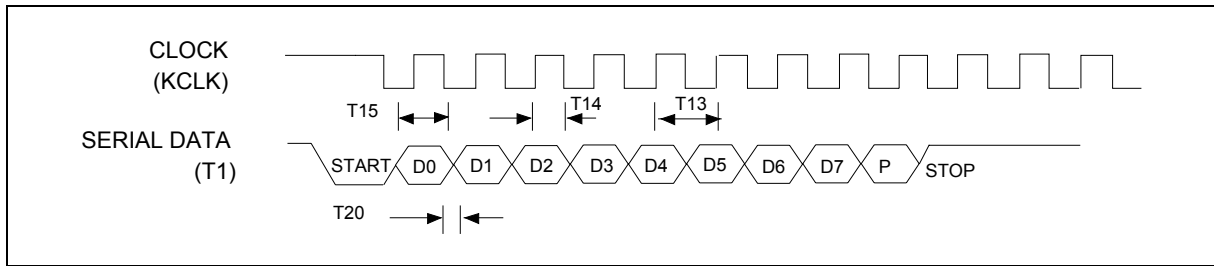 CLOCK
(KCLK)
T15
T14
T13
SERIAL DATA
(T1)
START
D0
D1
D2
D3
D4
D5
D6
D7
P
STOP
T20